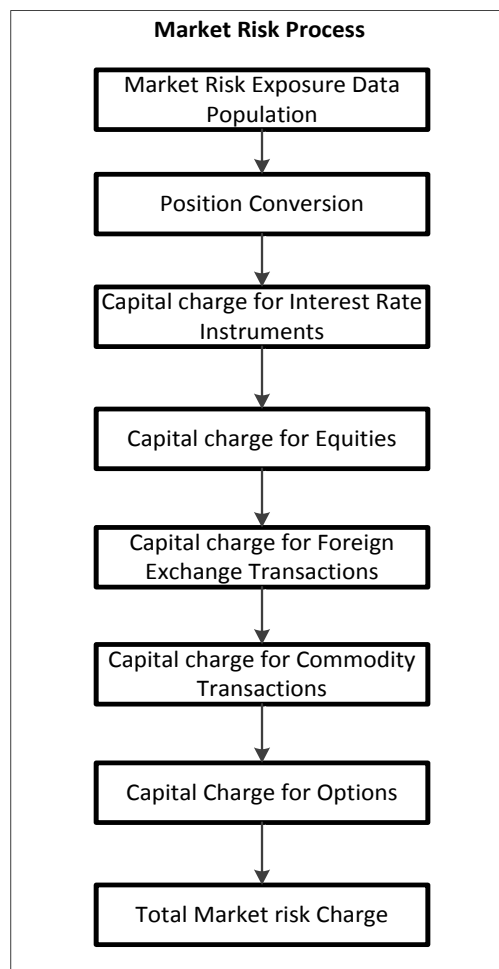 Market Risk Process
Market Risk Exposure Data
Population
Position Conversion
Capital charge for Interest Rate
Instruments
Capital charge for Equities
Capital charge for Foreign
Exchange Transactions
Capital charge for Commodity
Transactions
Capital Charge for Options
Total Market risk Charge